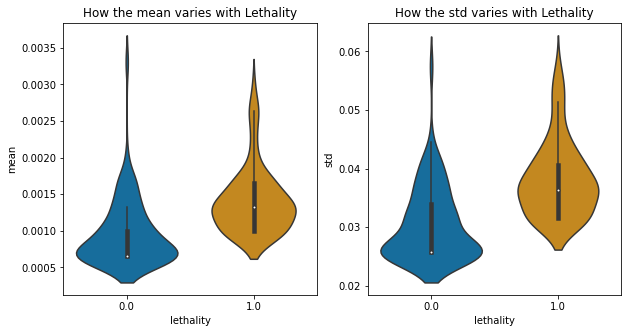 How the mean varies with Lethality
mean
0.0035
0.0030
0.0025
0.0020
0.0015
0.0010
0.0005
0.0
1.0
lethality
How the std varies with Lethality
std
0.06
0.05
0.04
0.03
0.02
0.0
1.0
lethality